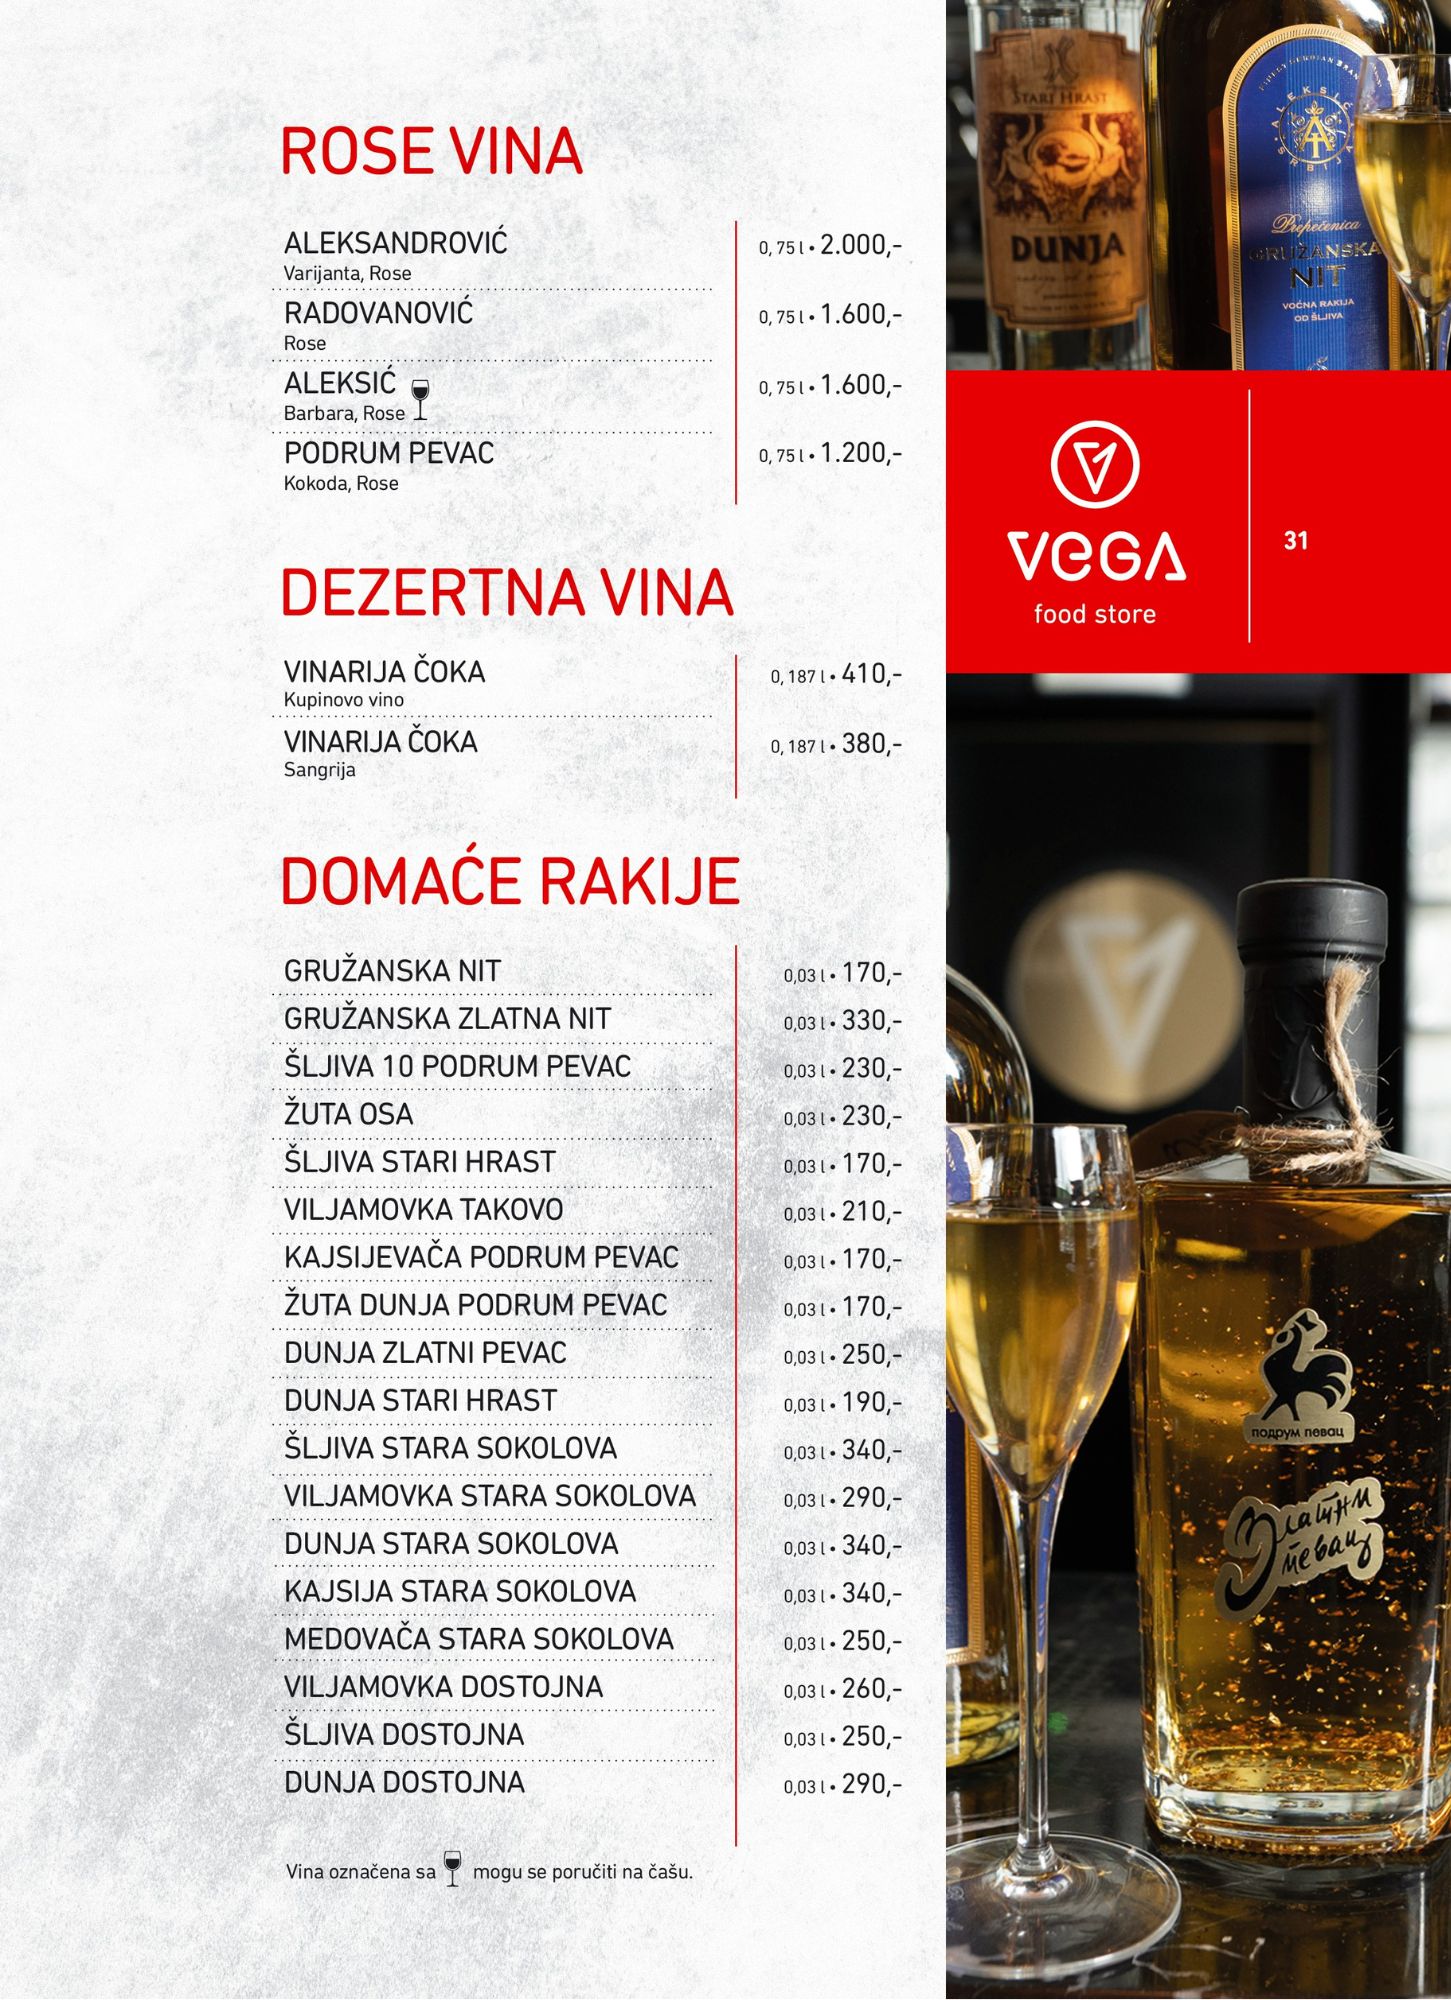 ROSE VINA
ALEKSANDROVIĆ 0,75 l • 2.000,-
Varijanta, Rose
RADOVANOVIĆ 0,75 l • 1.600,-
Rose
ALEKSIĆ 0,75 l • 1.600,-
Barbara, Rose
PODRUM PEVAC 0,75 l • 1.200,-
Kokoda, Rose
DEZERTNA VINA
VINARIJA ČOKA 0,187 l • 410,-
Kupinovo vino
VINARIJA ČOKA 0,187 l • 380,-
Sangrija
DOMAĆE RAKIJE
GRUŽANSKA NIT 0,03 l • 170,-
GRUŽANSKA ZLATNA NIT 0,03 l • 330,-
ŠLJIVA 10 PODRUM PEVAC 0,03 l • 230,-
ŽUTA OSA 0,03 l • 230,-
ŠLJIVA STARI HRAST 0,03 l • 170,-
VILJAMOVKA TAKOVO 0,03 l • 210,-
KAJSIJEVAČA PODRUM PEVAC 0,03 l • 170,-
ŽUTA DUNJA PODRUM PEVAC 0,03 l • 170,-
DUNJA ZLATNI PEVAC 0,03 l • 250,-
DUNJA STARI HRAST 0,03 l • 190,-
ŠLJIVA STARA SOKOLOVA 0,03 l • 340,-
VILJAMOVKA STARA SOKOLOVA 0,03 l • 290,-
DUNJA STARA SOKOLOVA 0,03 l • 340,-
KAJSIJA STARA SOKOLOVA 0,03 l • 340,-
MEDOVAČA STARA SOKOLOVA 0,03 l • 250,-
VILJAMOVKA DOSTOJNA 0,03 l • 260,-
ŠLJIVA DOSTOJNA 0,03 l • 250,-
DUNJA DOSTOJNA 0,03 l • 290,-
Vina označena sa mogu se poručiti na čašu.
STARI HRAST
DUNJA
ALEKSIĆ
SRBIJA
Prepečenica
GRUŽANSKA
NIT
VOĆNA RAKIJA
OD ŠLJIVA
VEGA
food store
31
подрум певац
Златни
певац